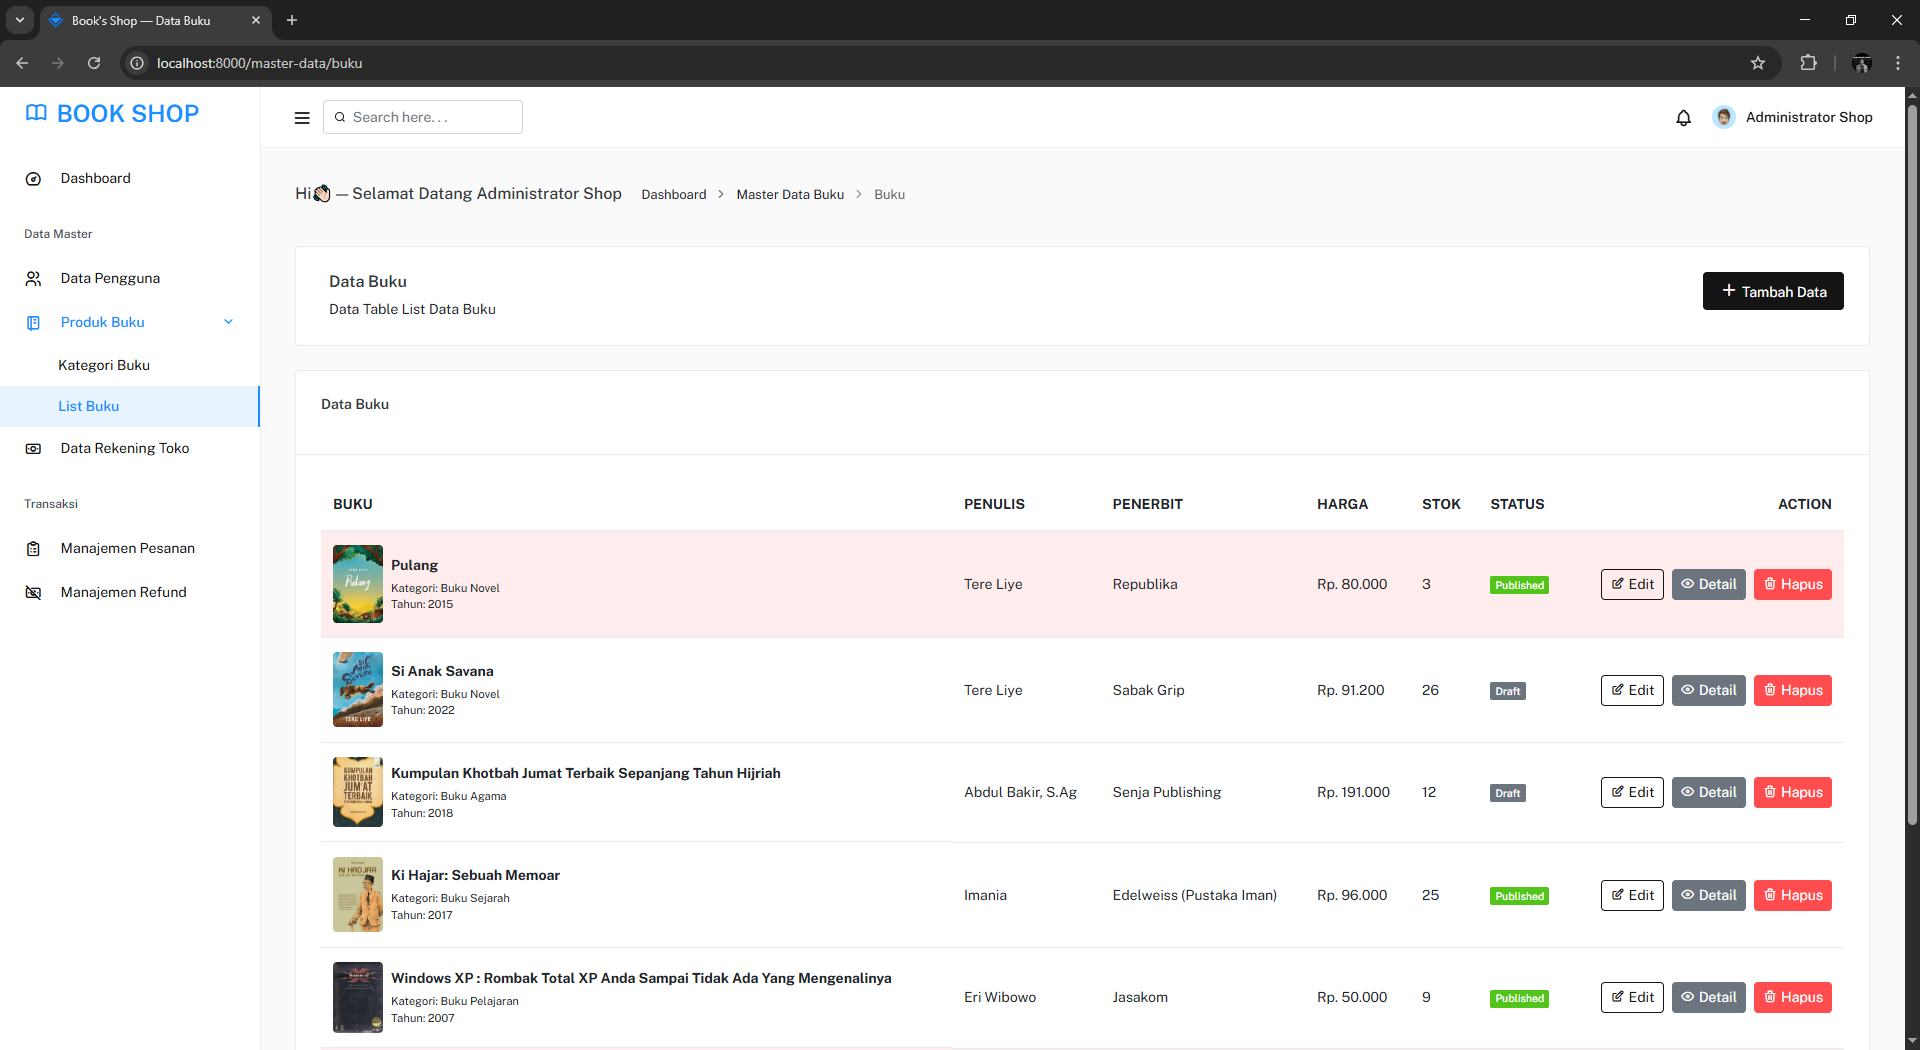 Book's Shop — Data Buku
localhost:8000/master-data/buku
BOOK SHOP
Search here. . .
Administrator Shop
Dashboard
Data Master
Data Pengguna
Produk Buku
Kategori Buku
List Buku
Data Rekening Toko
Transaksi
Manajemen Pesanan
Manajemen Refund
Hi👋🏻 — Selamat Datang Administrator Shop Dashboard > Master Data Buku > Buku
Data Buku
Data Table List Data Buku
+ Tambah Data
Data Buku
BUKU PENULIS PENERBIT HARGA STOK STATUS ACTION
Pulang
Kategori: Buku Novel
Tahun: 2015
Tere Liye Republika Rp. 80.000 3 Published Edit Detail Hapus
Si Anak Savana
Kategori: Buku Novel
Tahun: 2022
Tere Liye Sabak Grip Rp. 91.200 26 Draft Edit Detail Hapus
TERE LIYE
KUMPULAN
KHOTBAH
JUM'AT
TERBAIK
Kumpulan Khotbah Jumat Terbaik Sepanjang Tahun Hijriah
Kategori: Buku Agama
Tahun: 2018
Abdul Bakir, S.Ag Senja Publishing Rp. 191.000 12 Draft Edit Detail Hapus
KI HADJAR
Ki Hajar: Sebuah Memoar
Kategori: Buku Sejarah
Tahun: 2017
Imania Edelweiss (Pustaka Iman) Rp. 96.000 25 Published Edit Detail Hapus
Windows XP : Rombak Total XP Anda Sampai Tidak Ada Yang Mengenalinya
Kategori: Buku Pelajaran
Tahun: 2007
Eri Wibowo Jasakom Rp. 50.000 9 Published Edit Detail Hapus